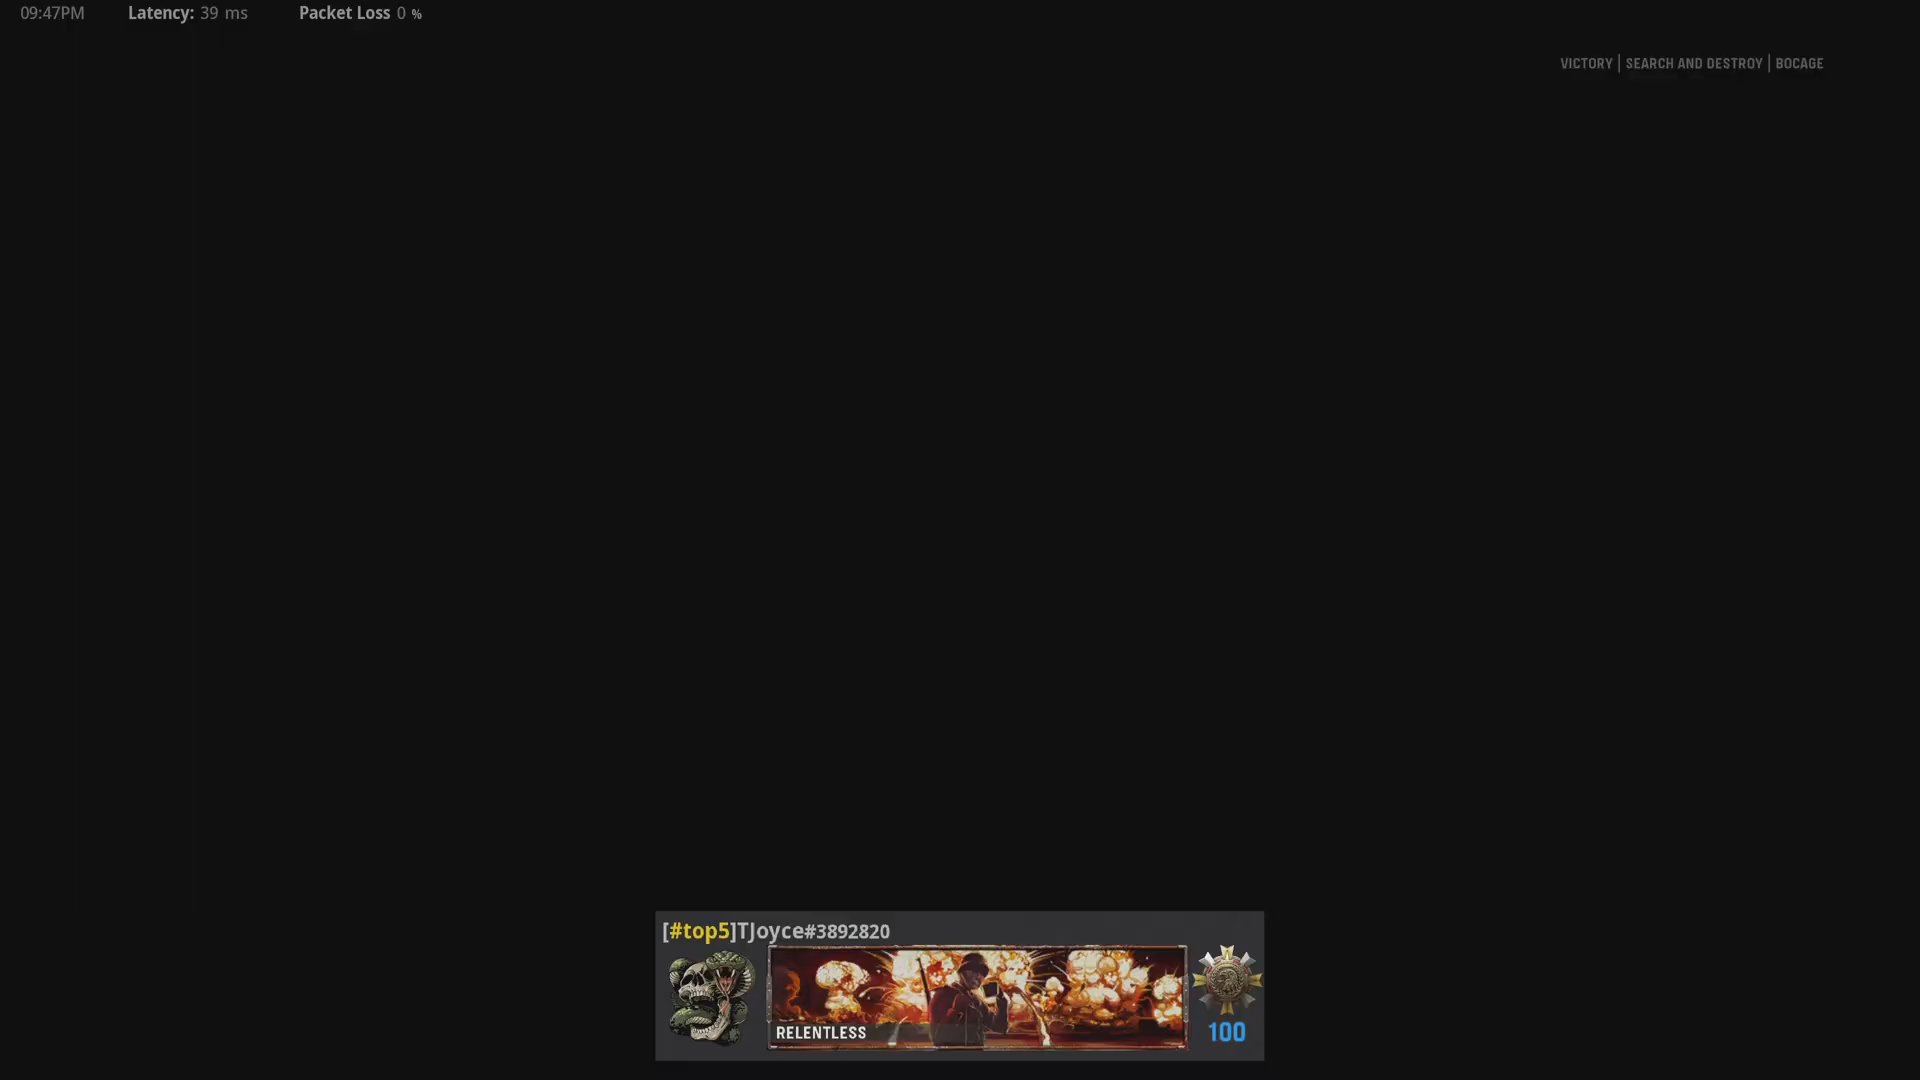 09:47PM Latency: 39 ms Packet Loss 0 %
VICTORY | SEARCH AND DESTROY | BOCAGE
[#top5]TJoyce#3892820
RELENTLESS
100